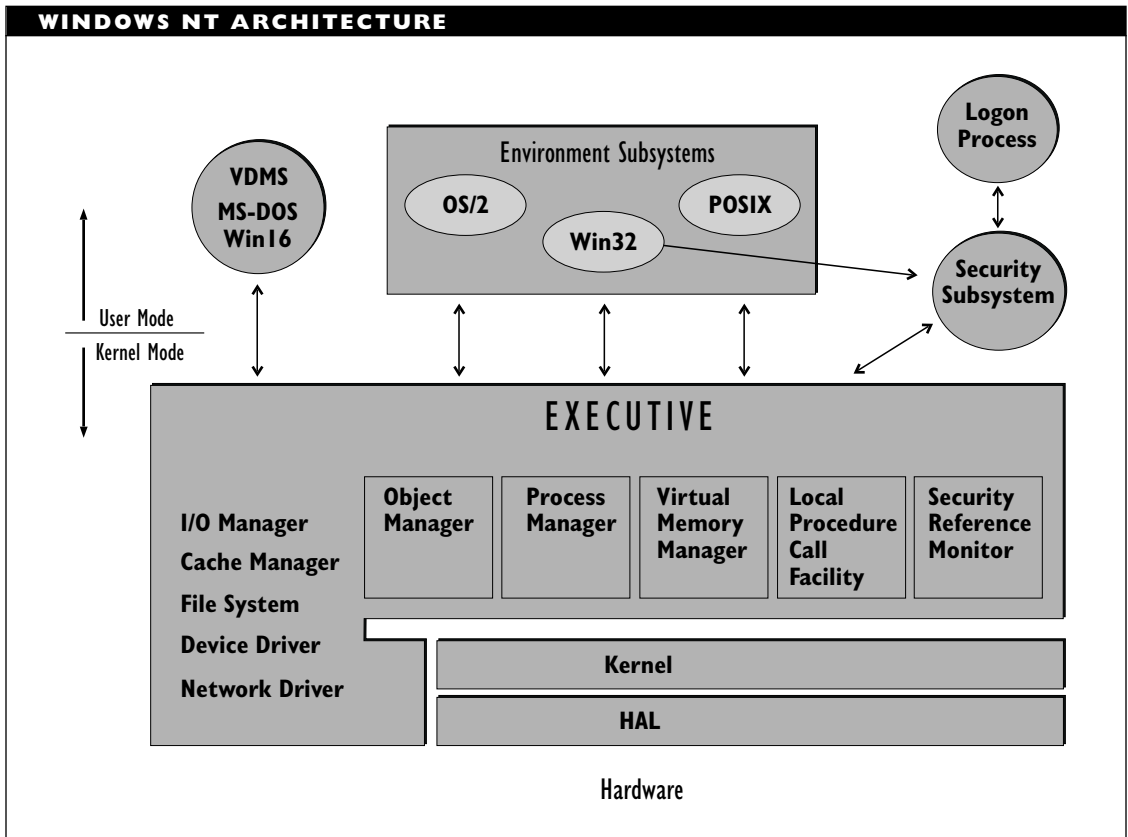 WINDOWS NT ARCHITECTURE
Logon
Process
VDMS
MS-DOS
Win16
Environment Subsystems
OS/2
POSIX
Win32
Security
Subsystem
User Mode
Kernel Mode
EXECUTIVE
I/O Manager
Cache Manager
File System
Device Driver
Network Driver
Object
Manager
Process
Manager
Virtual
Memory
Manager
Local
Procedure
Call
Facility
Security
Reference
Monitor
Kernel
HAL
Hardware